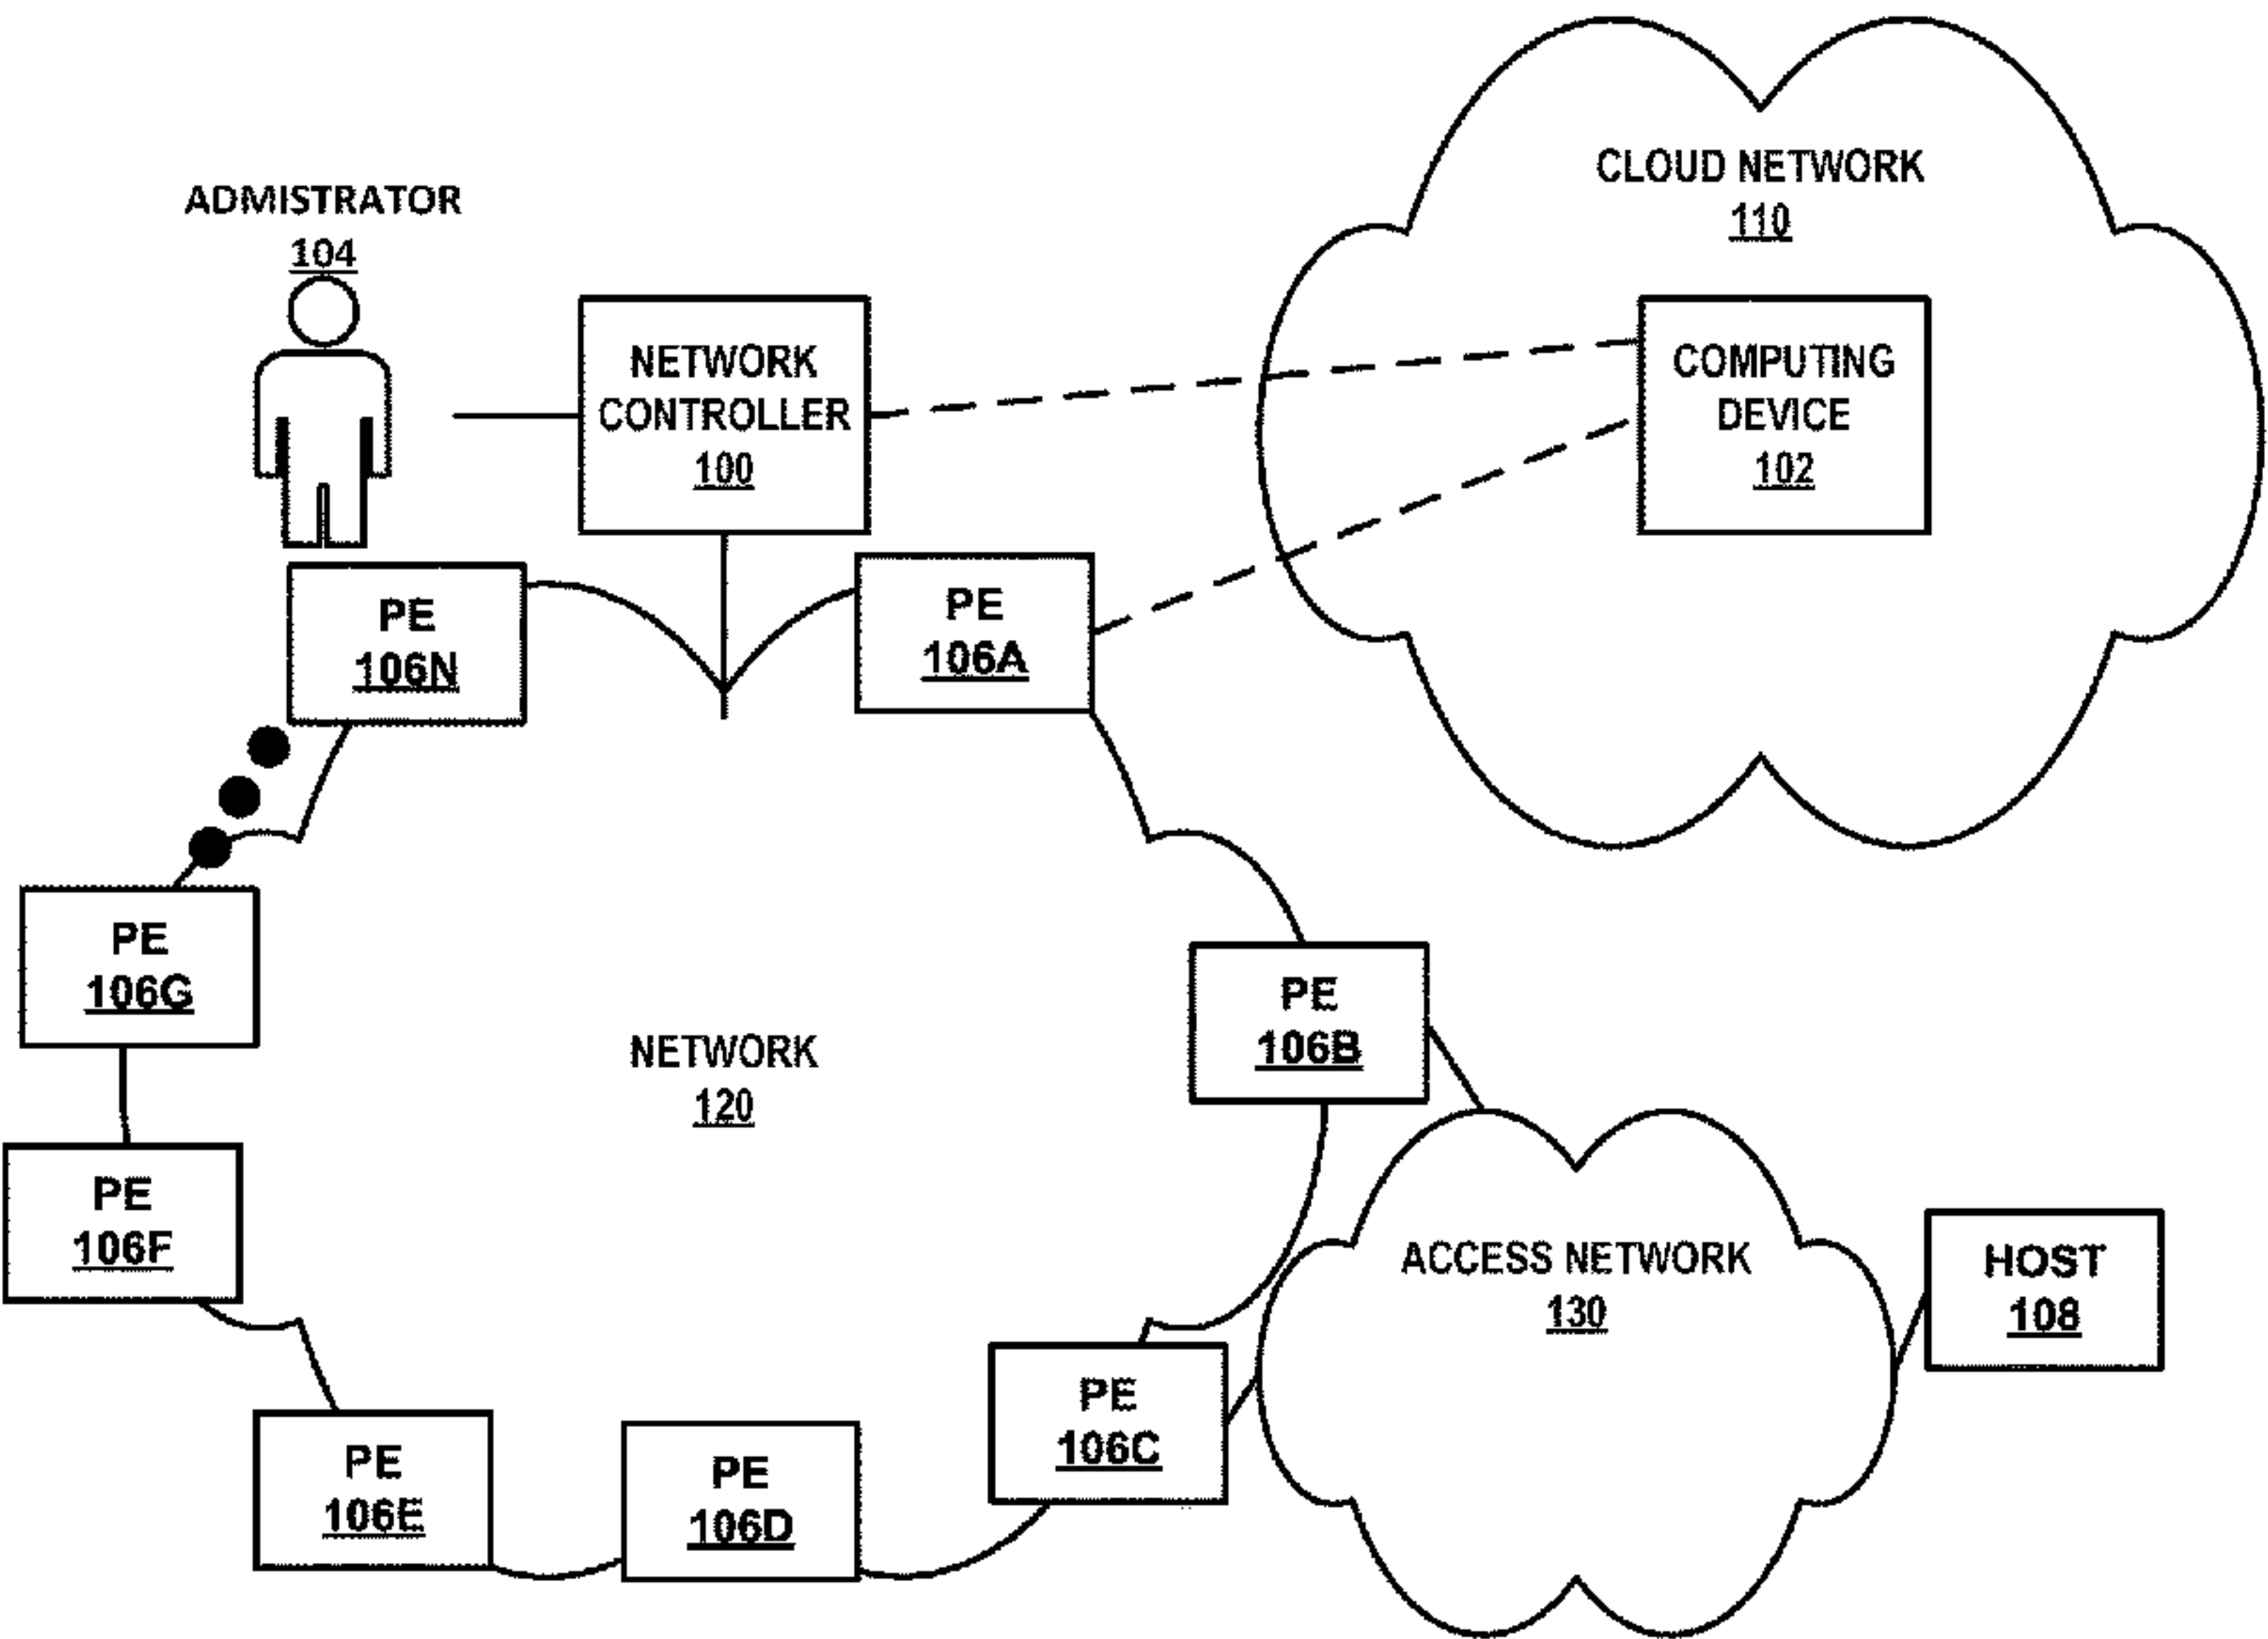 CLOUD NETWORK
110
ADMISTRATOR
104
NETWORK
CONTROLLER
100
COMPUTING
DEVICE
102
PE
106N
PE
106A
PE
106G
PE
106B
NETWORK
120
PE
106F
ACCESS NETWORK
130
HOST
108
PE
106C
PE
106E
PE
106D